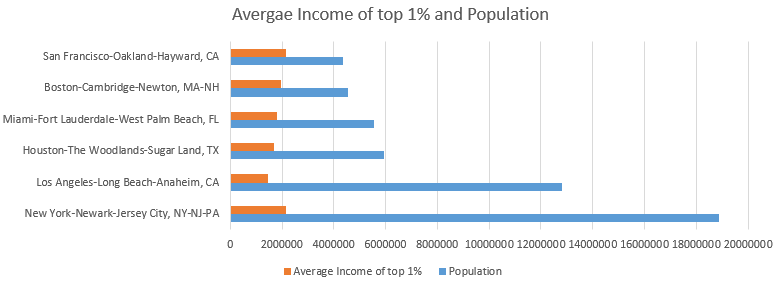 Avergae Income of top 1% and Population
San Francisco-Oakland-Hayward, CA
Boston-Cambridge-Newton, MA-NH
Miami-Fort Lauderdale-West Palm Beach, FL
Houston-The Woodlands-Sugar Land, TX
Los Angeles-Long Beach-Anaheim, CA
New York-Newark-Jersey City, NY-NJ-PA
0 2000000 4000000 6000000 8000000 10000000 12000000 14000000 16000000 18000000 20000000
Average Income of top 1% Population